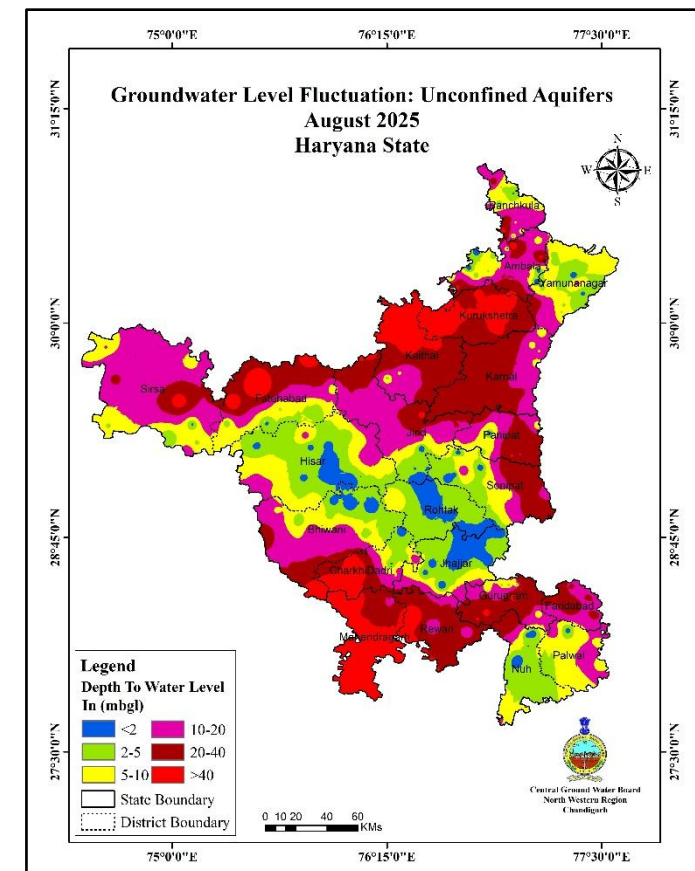 75°0'0"E 76°15'0"E 77°30'0"E
Groundwater Level Fluctuation: Unconfined Aquifers
August 2025
Haryana State
31°15'0"N
31°15'0"N
N
W E
S
Panchkula
Ambala
Yamunanagar
30°0'0"N
30°0'0"N
Kurukshetra
Kaithal
Karnal
Sirsa
Fatehabad
Jind
Panipat
Hisar
Sonipat
Rohtak
28°45'0"N
28°45'0"N
Bhiwani
Jhajjar
Charkhi Dadri
Gurugram
Faridabad
Mahendragarh
Rewari
Nuh
Palwal
Legend
Depth To Water Level
In (mbgl)
<2 10-20
2-5 20-40
5-10 >40
State Boundary
District Boundary
27°30'0"N
27°30'0"N
0 10 20 40 60
KMs
Central Ground Water Board
North Western Region
Chandigarh
75°0'0"E 76°15'0"E 77°30'0"E